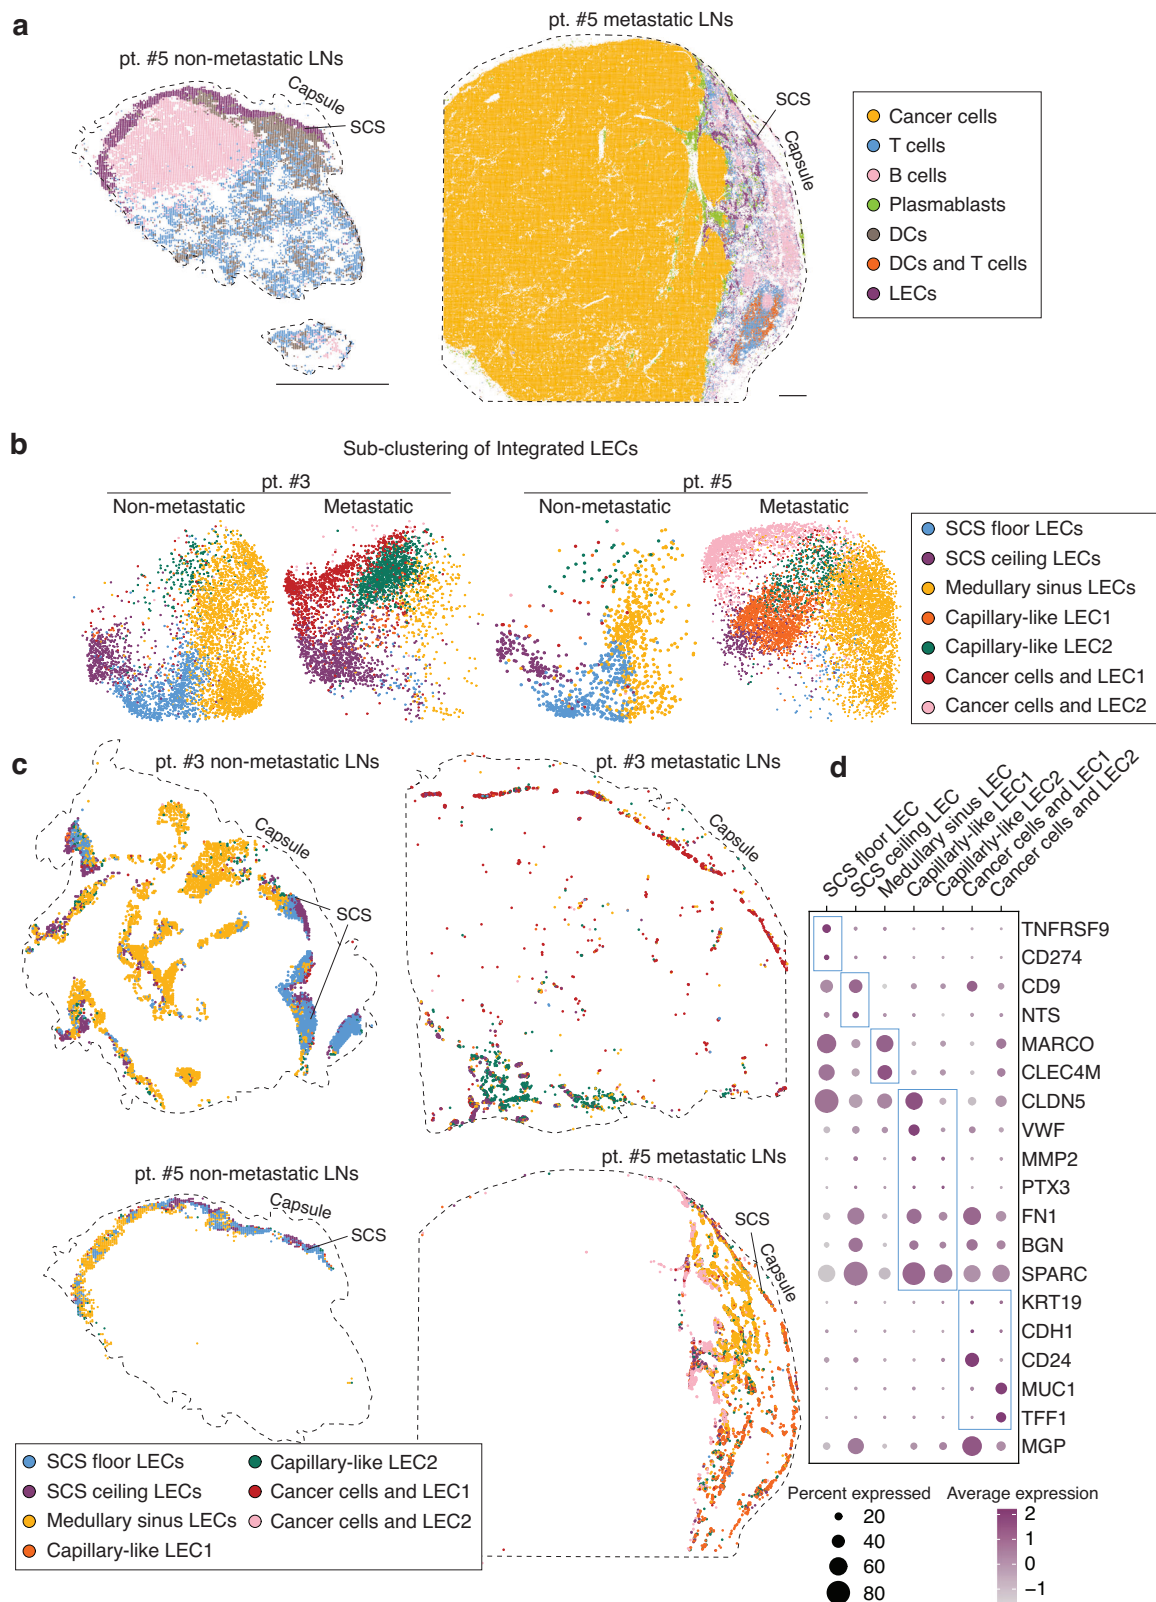 a
pt. #5 non-metastatic LNs
pt. #5 metastatic LNs
Capsule
SCS
SCS
Capsule
Cancer cells
T cells
B cells
Plasmablasts
DCs
DCs and T cells
LECs
b
Sub-clustering of Integrated LECs
pt. #3
pt. #5
Non-metastatic
Metastatic
Non-metastatic
Metastatic
SCS floor LECs
SCS ceiling LECs
Medullary sinus LECs
Capillary-like LEC1
Capillary-like LEC2
Cancer cells and LEC1
Cancer cells and LEC2
c
pt. #3 non-metastatic LNs
Capsule
SCS
pt. #3 metastatic LNs
Capsule
pt. #5 non-metastatic LNs
Capsule
SCS
pt. #5 metastatic LNs
SCS
Capsule
SCS floor LECs
SCS ceiling LECs
Medullary sinus LECs
Capillary-like LEC1
Capillary-like LEC2
Cancer cells and LEC1
Cancer cells and LEC2
d
SCS floor LEC
SCS ceiling LEC
Medullary sinus LEC
Capillary-like LEC1
Capillary-like LEC2
Cancer cells and LEC1
Cancer cells and LEC2
TNFRSF9
CD274
CD9
NTS
MARCO
CLEC4M
CLDN5
VWF
MMP2
PTX3
FN1
BGN
SPARC
KRT19
CDH1
CD24
MUC1
TFF1
MGP
Percent expressed
20
40
60
80
Average expression
2
1
0
−1